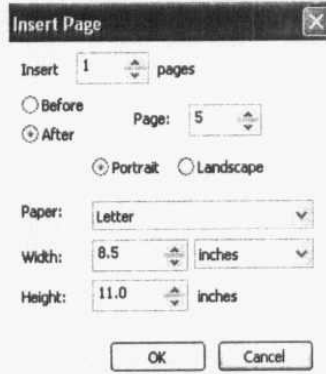 Insert Page
Insert 1 pages
Before
After
Page: 5
Portrait Landscape
Paper: Letter
Width: 8.5 inches
Height: 11.0 inches
OK Cancel